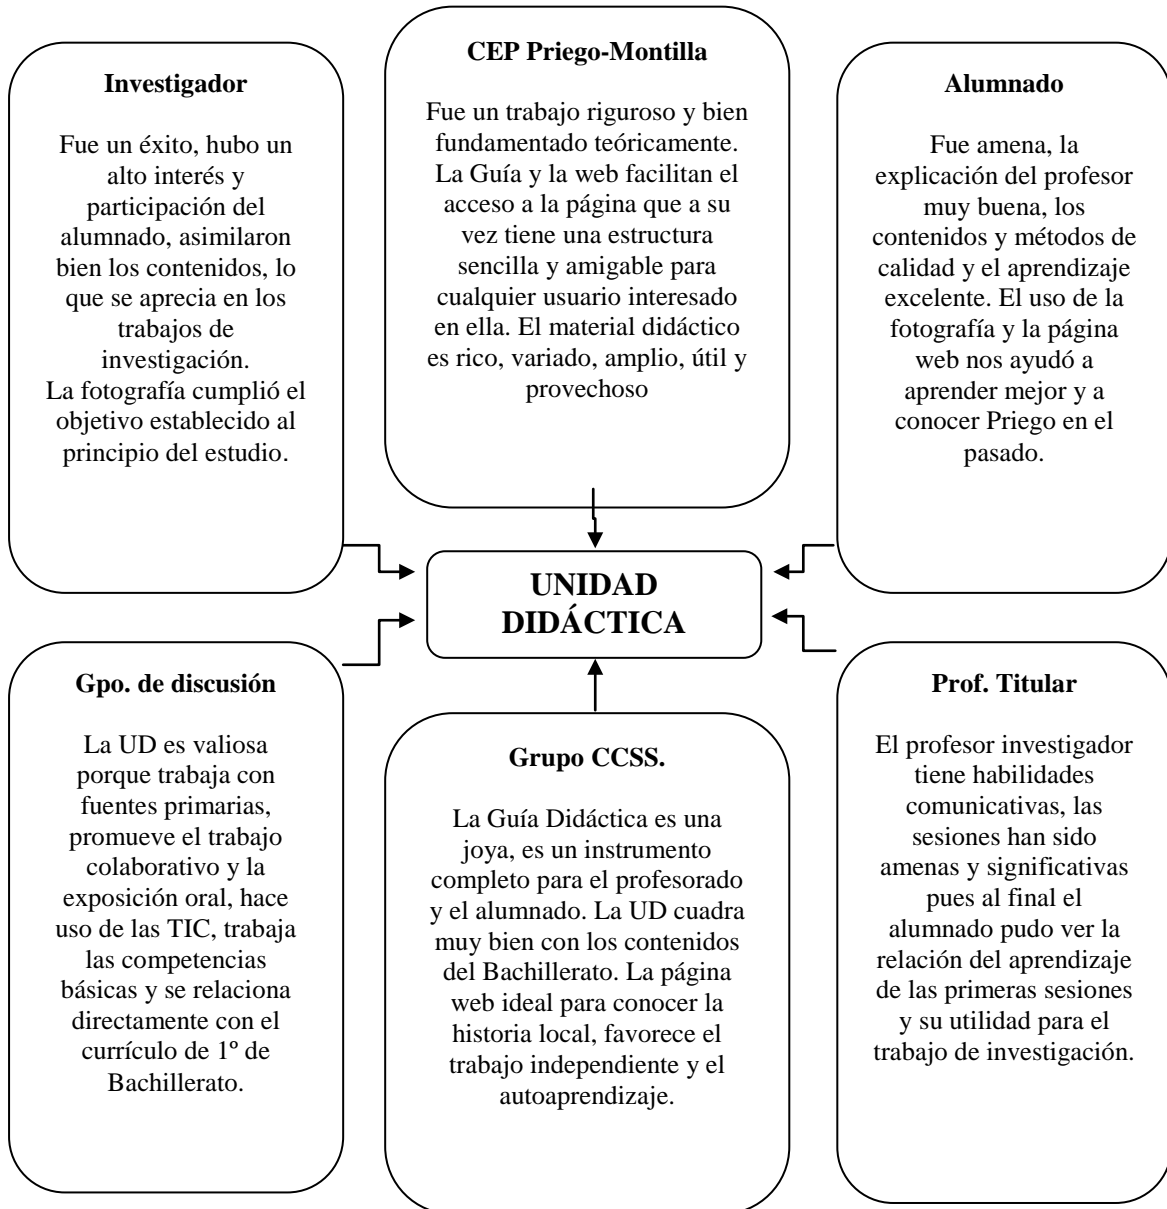 Investigador
Fue un éxito, hubo un
alto interés y
participación del
alumnado, asimilaron
bien los contenidos, lo
que se aprecia en los
trabajos de
investigación.
La fotografía cumplió el
objetivo establecido al
principio del estudio.
CEP Priego-Montilla
Fue un trabajo riguroso y bien
fundamentado teóricamente.
La Guía y la web facilitan el
acceso a la página que a su
vez tiene una estructura
sencilla y amigable para
cualquier usuario interesado
en ella. El material didáctico
es rico, variado, amplio, útil y
provechoso
Alumnado
Fue amena, la
explicación del profesor
muy buena, los
contenidos y métodos de
calidad y el aprendizaje
excelente. El uso de la
fotografía y la página
web nos ayudó a
aprender mejor y a
conocer Priego en el
pasado.
UNIDAD
DIDÁCTICA
Gpo. de discusión
La UD es valiosa
porque trabaja con
fuentes primarias,
promueve el trabajo
colaborativo y la
exposición oral, hace
uso de las TIC, trabaja
las competencias
básicas y se relaciona
directamente con el
currículo de 1º de
Bachillerato.
Grupo CCSS.
La Guía Didáctica es una
joya, es un instrumento
completo para el profesorado
y el alumnado. La UD cuadra
muy bien con los contenidos
del Bachillerato. La página
web ideal para conocer la
historia local, favorece el
trabajo independiente y el
autoaprendizaje.
Prof. Titular
El profesor investigador
tiene habilidades
comunicativas, las
sesiones han sido
amenas y significativas
pues al final el
alumnado pudo ver la
relación del aprendizaje
de las primeras sesiones
y su utilidad para el
trabajo de investigación.